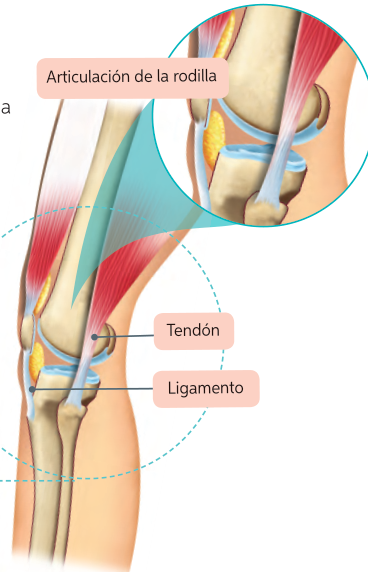 Articulación de la rodilla
a
Tendón
Ligamento